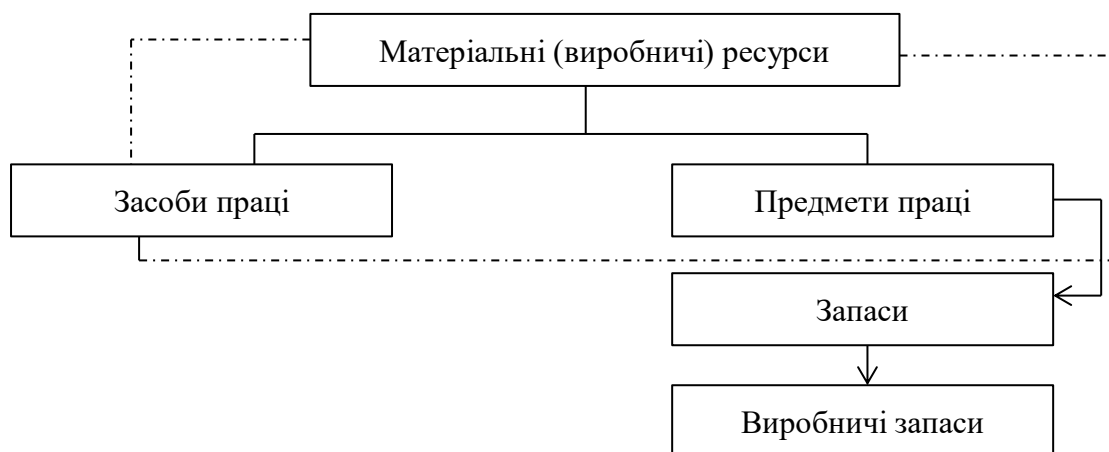 Матеріальні (виробничі) ресурси
Засоби праці
Предмети праці
Запаси
Виробничі запаси